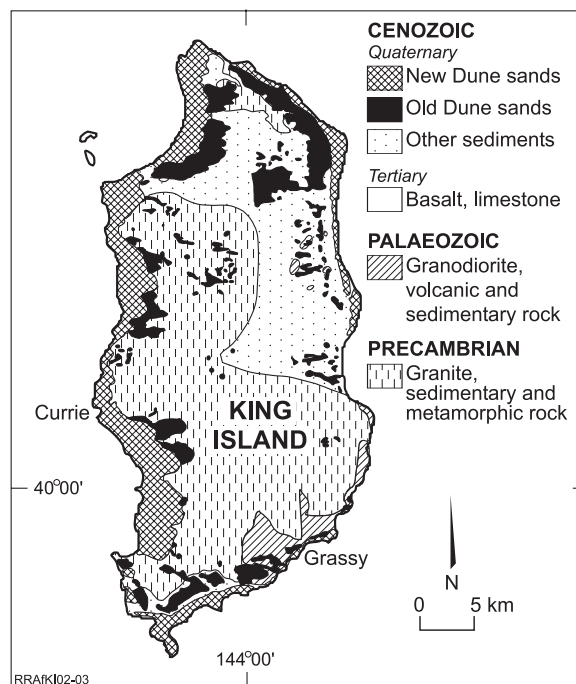 CENOZOIC
Quaternary
New Dune sands
Old Dune sands
Other sediments
Tertiary
Basalt, limestone
PALAEOZOIC
Granodiorite,
volcanic and
sedimentary rock
PRECAMBRIAN
Granite,
sedimentary and
metamorphic rock
Currie
KING
ISLAND
40°00'
Grassy
N
0 5 km
144°00'
RRAfKI02-03